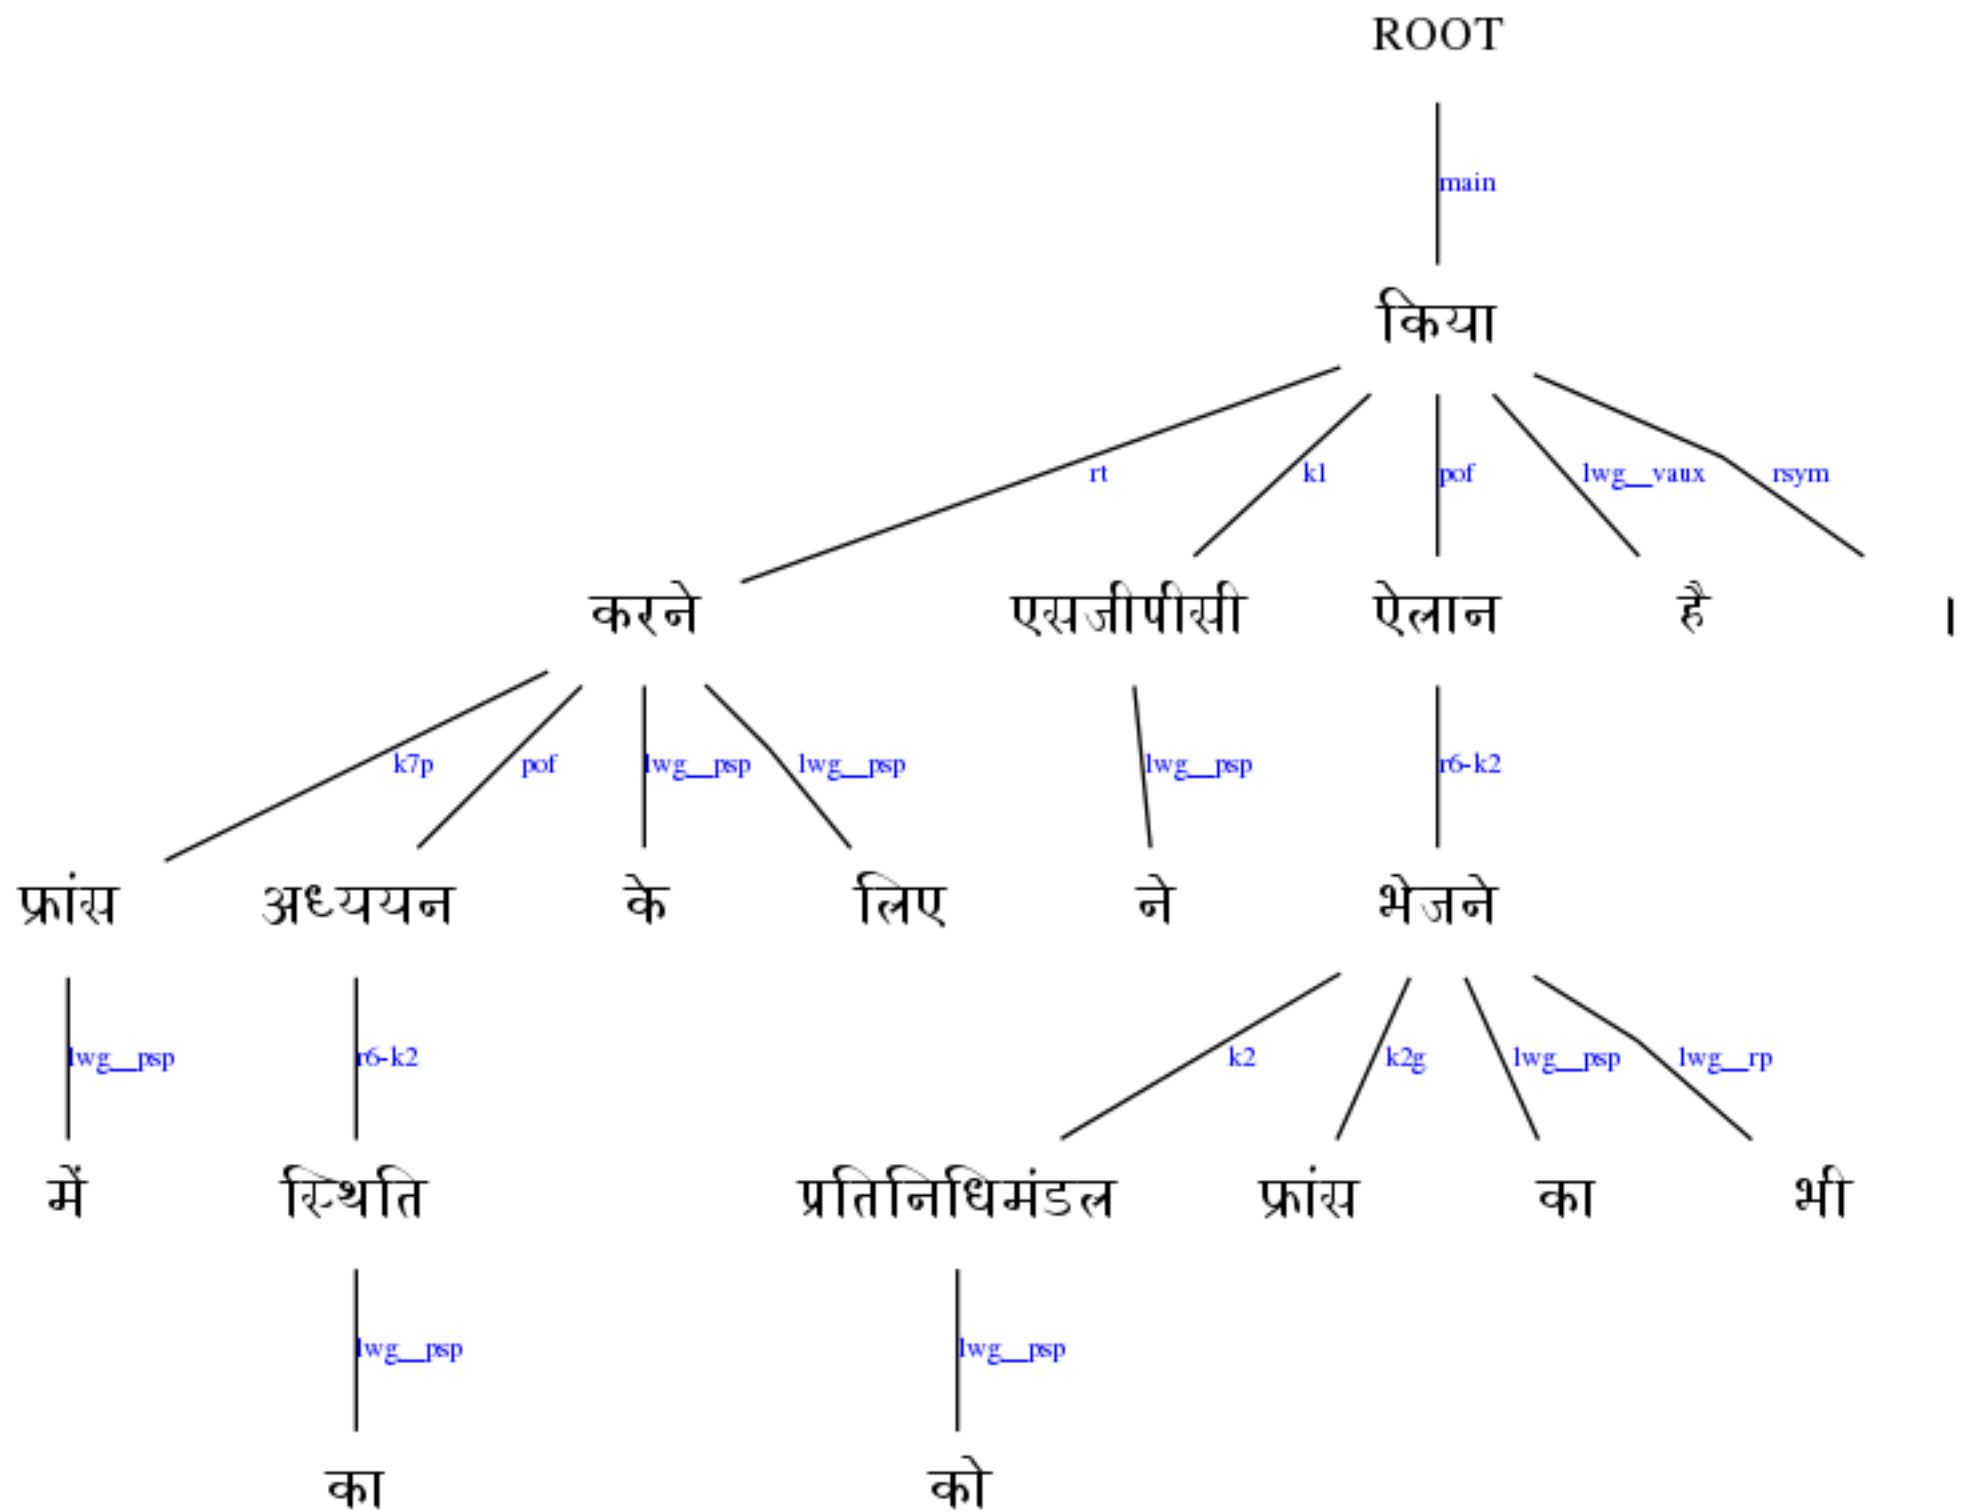 ROOT
main
किया
rt k1 pof lwg__vaux rsym
करने एसजीपीसी ऐलान है ।
k7p pof lwg__psp lwg__psp lwg__psp r6-k2
फ्रांस अध्ययन के लिए ने भेजने
lwg__psp r6-k2 k2 k2g lwg__psp lwg__rp
में स्थिति प्रतिनिधिमंडल फ्रांस का भी
lwg__psp lwg__psp
का को